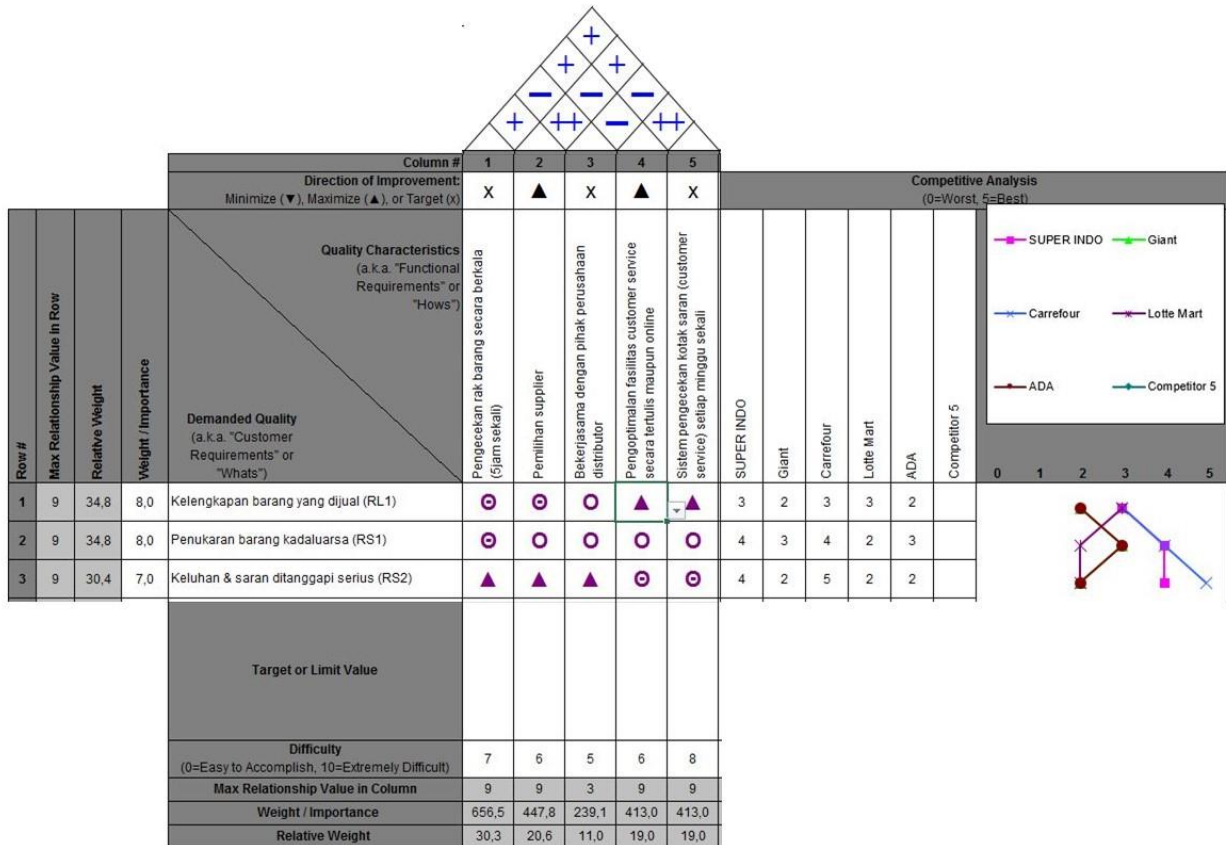 +
+ +
− − −
+ ++ − ++
Column # 1 2 3 4 5
Direction of Improvement:
Minimize (▼), Maximize (▲), or Target (x)
x ▲ x ▲ x
Competitive Analysis
(0=Worst, 5=Best)
Row #
Max Relationship Value in Row
Relative Weight
Weight / Importance
Quality Characteristics
(a.k.a. "Functional
Requirements" or
"Hows")
Demanded Quality
(a.k.a. "Customer
Requirements" or
"Whats")
Pengecekan rak barang secara berkala
(5jam sekali)
Pemilihan supplier
Bekerjasama dengan pihak perusahaan
distributor
Pengoptimalan fasilitas customer service
secara tertulis maupun online
Sistem pengecekan kotak saran (customer
service) setiap minggu sekali
SUPER INDO
Giant
Carrefour
Lotte Mart
ADA
Competitor 5
SUPER INDO Giant
Carrefour Lotte Mart
ADA Competitor 5
0 1 2 3 4 5
1 9 34,8 8,0 Kelengkapan barang yang dijual (RL1) Θ Θ Ο ▲ ▲ 3 2 3 3 2
2 9 34,8 8,0 Penukaran barang kadaluarsa (RS1) Θ Ο Ο Ο Ο 4 3 4 2 3
3 9 30,4 7,0 Keluhan & saran ditanggapi serius (RS2) ▲ ▲ ▲ Θ Θ 4 2 5 2 2
Target or Limit Value
Difficulty
(0=Easy to Accomplish, 10=Extremely Difficult)
7 6 5 6 8
Max Relationship Value in Column 9 9 3 9 9
Weight / Importance 656,5 447,8 239,1 413,0 413,0
Relative Weight 30,3 20,6 11,0 19,0 19,0